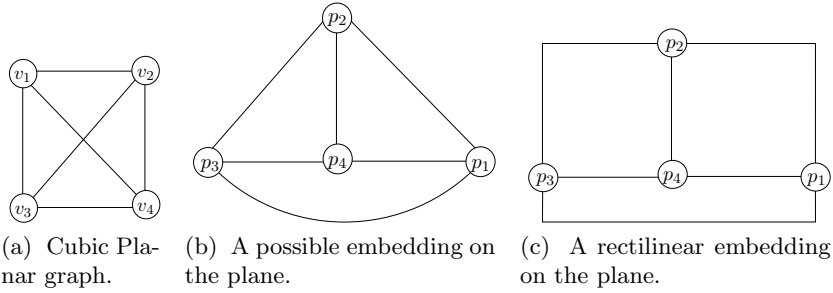 v1 v2
v3 v4
p2
p3 p4 p1
p2
p3 p4 p1
(a) Cubic Pla-
nar graph.
(b) A possible embedding on
the plane.
(c) A rectilinear embedding
on the plane.